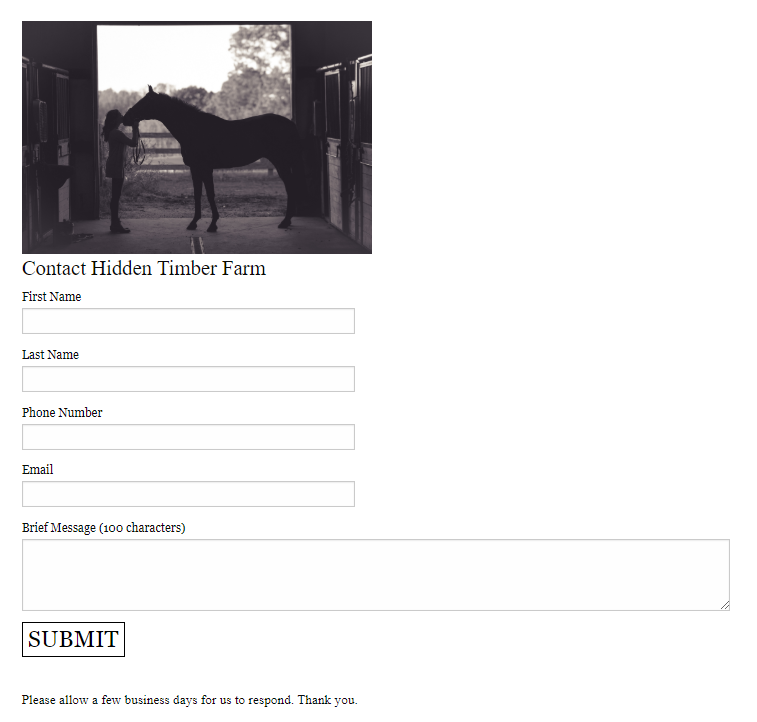 Contact Hidden Timber Farm
First Name
Last Name
Phone Number
Email
Brief Message (100 characters)
SUBMIT
Please allow a few business days for us to respond. Thank you.